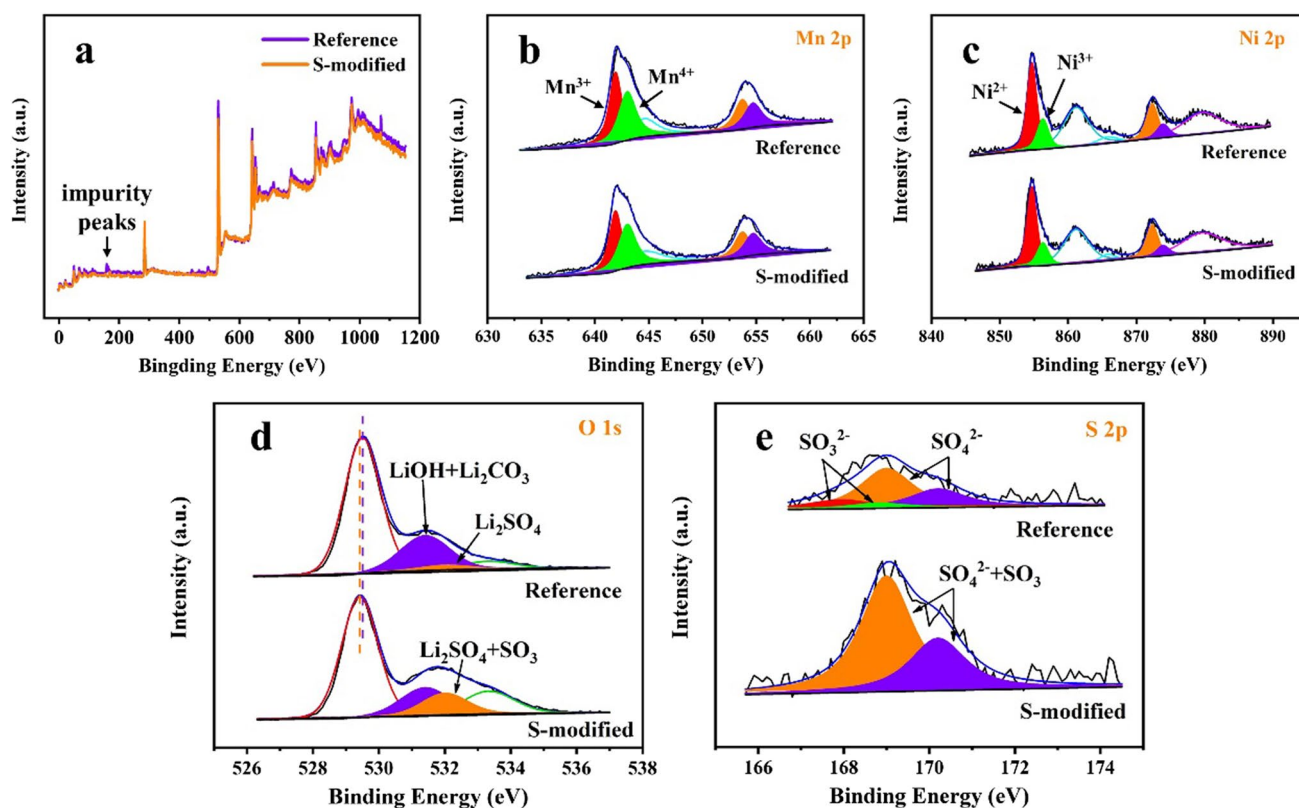 a
Reference
S-modified
impurity
peaks
Intensity (a.u.)
0 200 400 600 800 1000 1200
Bingding Energy (eV)
b
Mn 2p
Mn³⁺
Mn⁴⁺
Reference
S-modified
Intensity (a.u.)
630 635 640 645 650 655 660 665
Binding Energy (eV)
c
Ni 2p
Ni²⁺
Ni³⁺
Reference
S-modified
Intensity (a.u.)
840 850 860 870 880 890
Binding Energy (eV)
d
O 1s
LiOH+Li₂CO₃
Li₂SO₄
Reference
Li₂SO₄+SO₃
S-modified
Intensity (a.u.)
526 528 530 532 534 536 538
Binding Energy (eV)
e
S 2p
SO₃²⁻
SO₄²⁻
Reference
SO₄²⁻+SO₃
S-modified
Intensity (a.u.)
166 168 170 172 174
Binding Energy (eV)